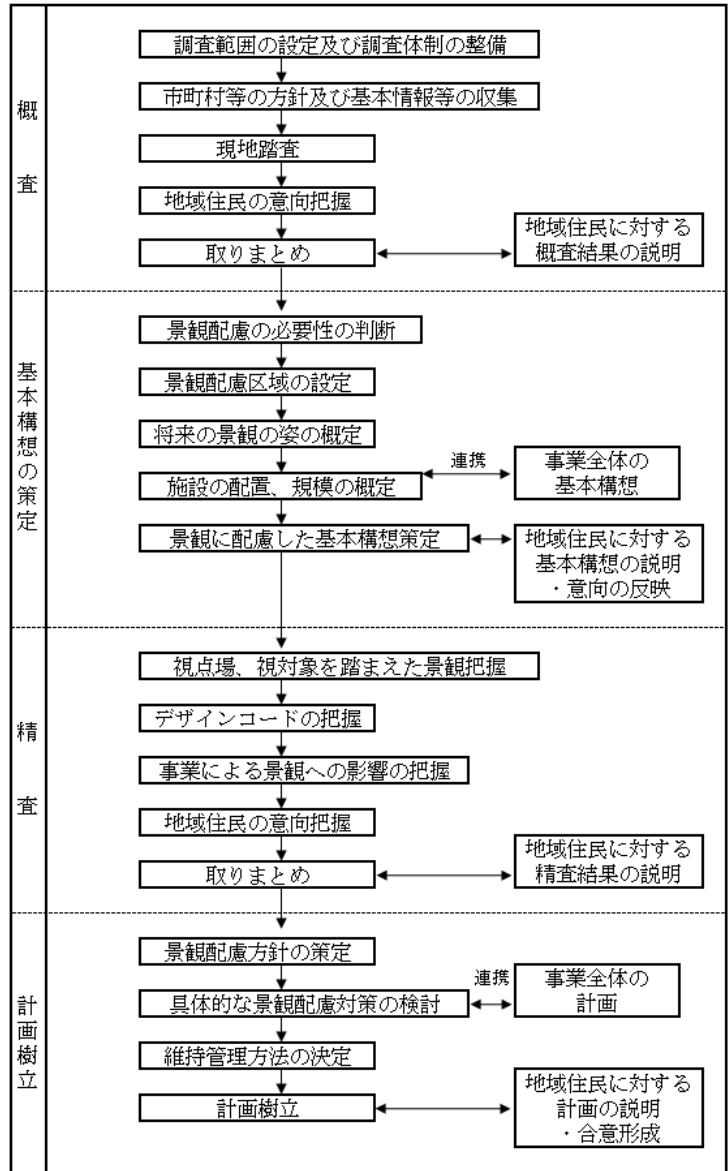 概査
調査範囲の設定及び調査体制の整備
市町村等の方針及び基本情報等の収集
現地踏査
地域住民の意向把握
取りまとめ
地域住民に対する
概査結果の説明
基本構想の策定
景観配慮の必要性の判断
景観配慮区域の設定
将来の景観の姿の概定
施設の配置、規模の概定
連携
事業全体の
基本構想
景観に配慮した基本構想策定
地域住民に対する
基本構想の説明
・意向の反映
精査
視点場、視対象を踏まえた景観把握
デザインコードの把握
事業による景観への影響の把握
地域住民の意向把握
取りまとめ
地域住民に対する
精査結果の説明
計画樹立
景観配慮方針の策定
具体的な景観配慮対策の検討
連携
事業全体の
計画
維持管理方法の決定
計画樹立
地域住民に対する
計画の説明
・合意形成